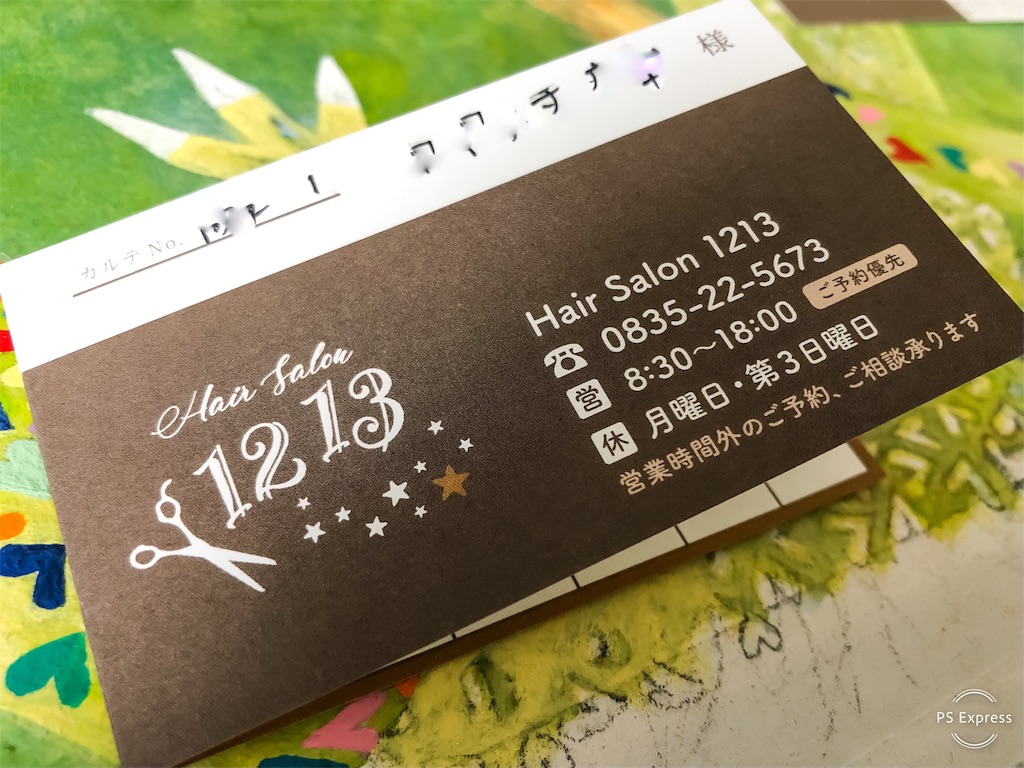 様
カルテNo.
Hair Salon
1213
Hair Salon 1213
☎ 0835-22-5673
営 8:30〜18:00 ご予約優先
休 月曜日・第3日曜日
営業時間外のご予約、ご相談承ります
PS Express